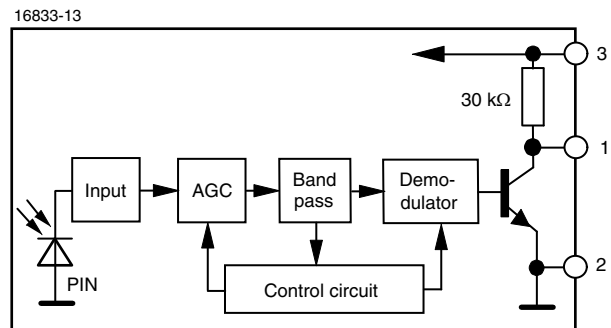 16833-13
3
30 kΩ
1
Input
AGC
Band
pass
Demo-
dulator
2
PIN
Control circuit